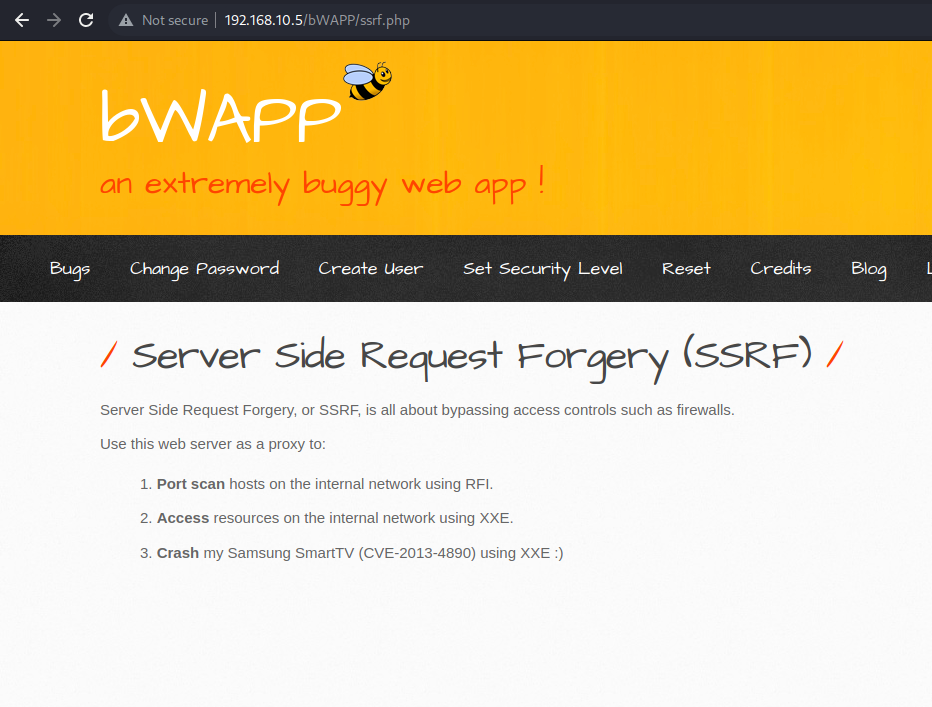 Not secure 192.168.10.5/bWAPP/ssrf.php
bWAPP
an extremely buggy web app !
Bugs Change Password Create User Set Security Level Reset Credits Blog
/ Server Side Request Forgery (SSRF) /
Server Side Request Forgery, or SSRF, is all about bypassing access controls such as firewalls.
Use this web server as a proxy to:
1. Port scan hosts on the internal network using RFI.
2. Access resources on the internal network using XXE.
3. Crash my Samsung SmartTV (CVE-2013-4890) using XXE :)